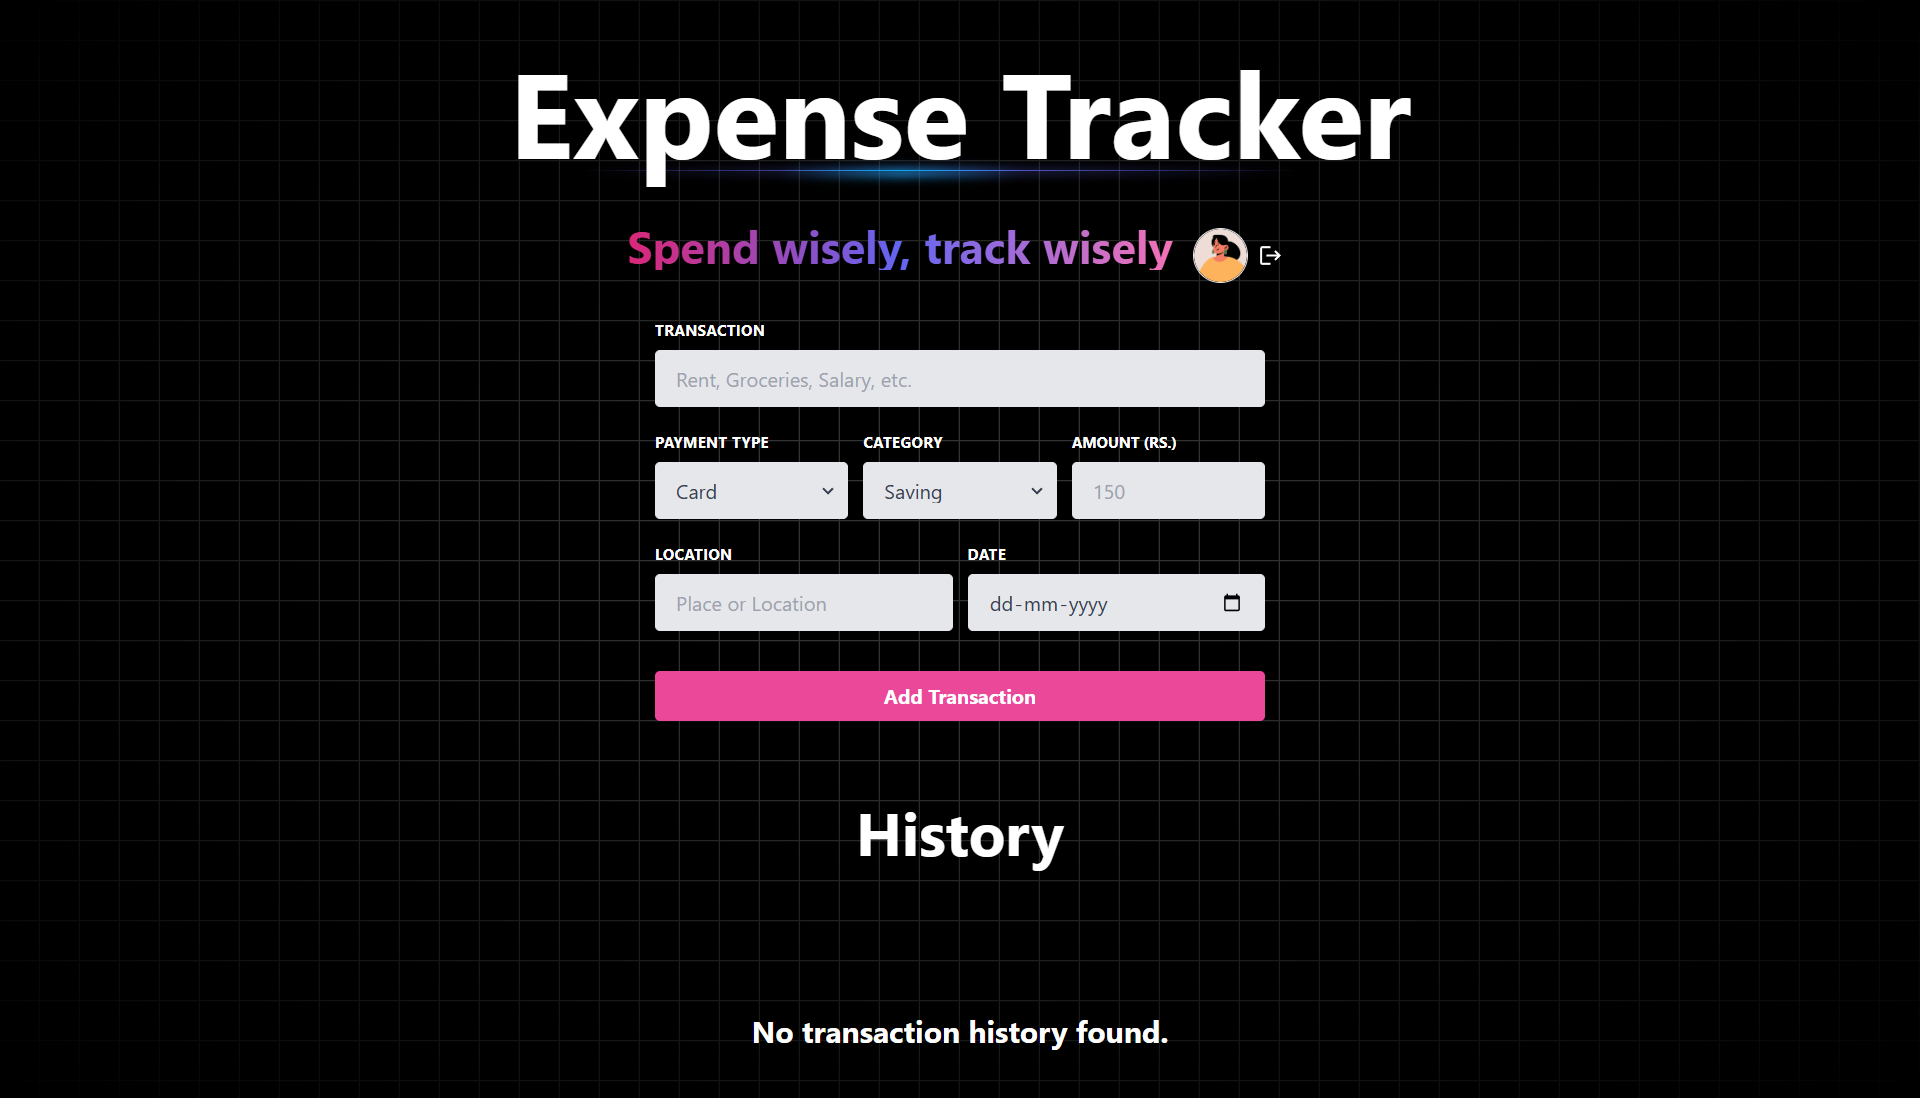 Expense Tracker
Spend wisely, track wisely
TRANSACTION
Rent, Groceries, Salary, etc.
PAYMENT TYPE CATEGORY AMOUNT (RS.)
Card Saving 150
LOCATION DATE
Place or Location dd-mm-yyyy
Add Transaction
History
No transaction history found.